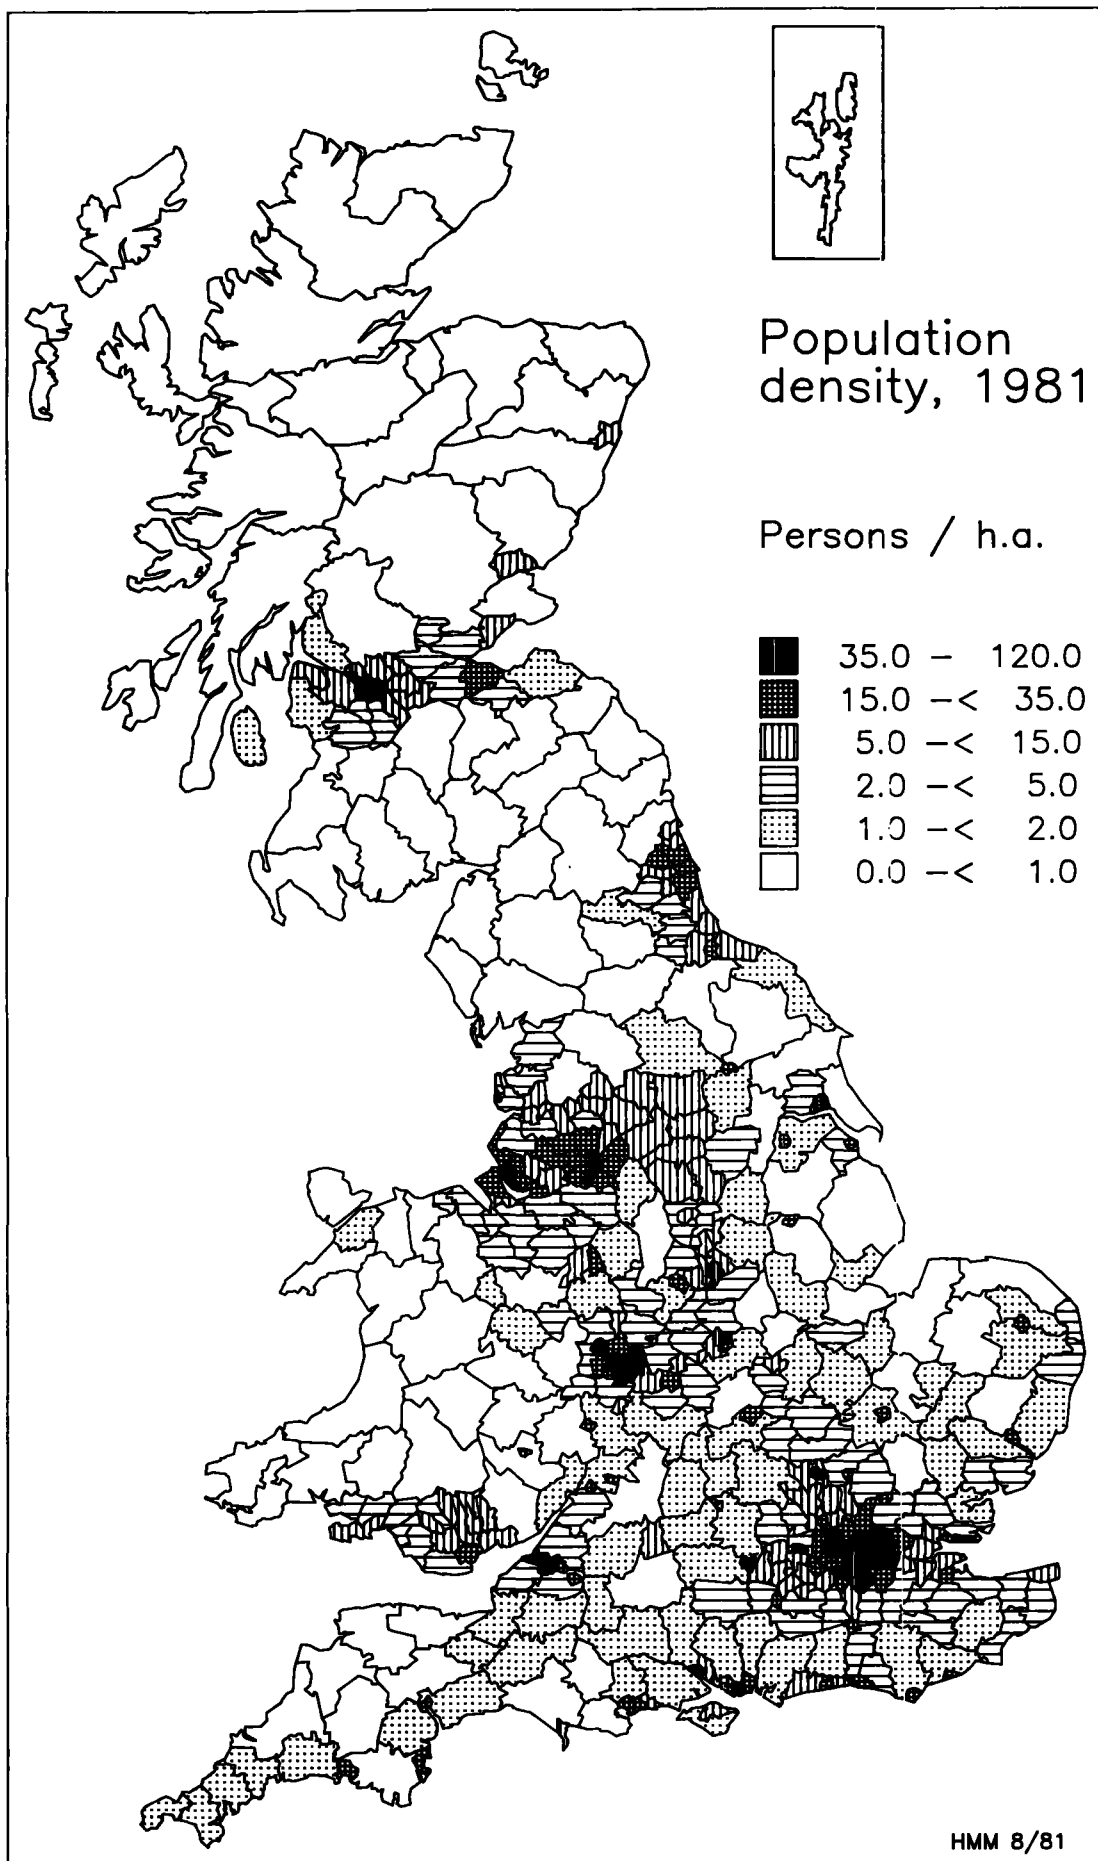 Population
density, 1981
Persons / h.a.
35.0 – 120.0
15.0 –< 35.0
5.0 –< 15.0
2.0 –< 5.0
1.0 –< 2.0
0.0 –< 1.0
HMM 8/81